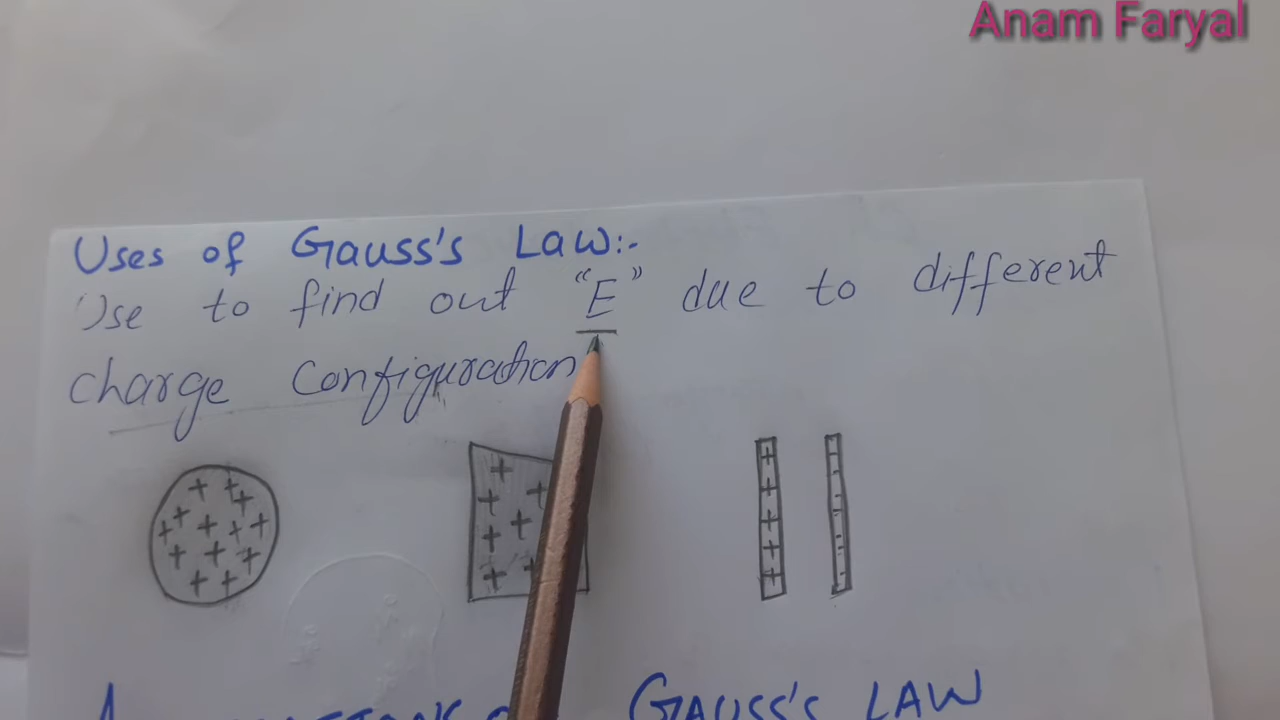 Anam Faryal
Uses of Gauss's Law:-
Use to find out "E" due to different
charge Configuration
GAUSS'S LAW